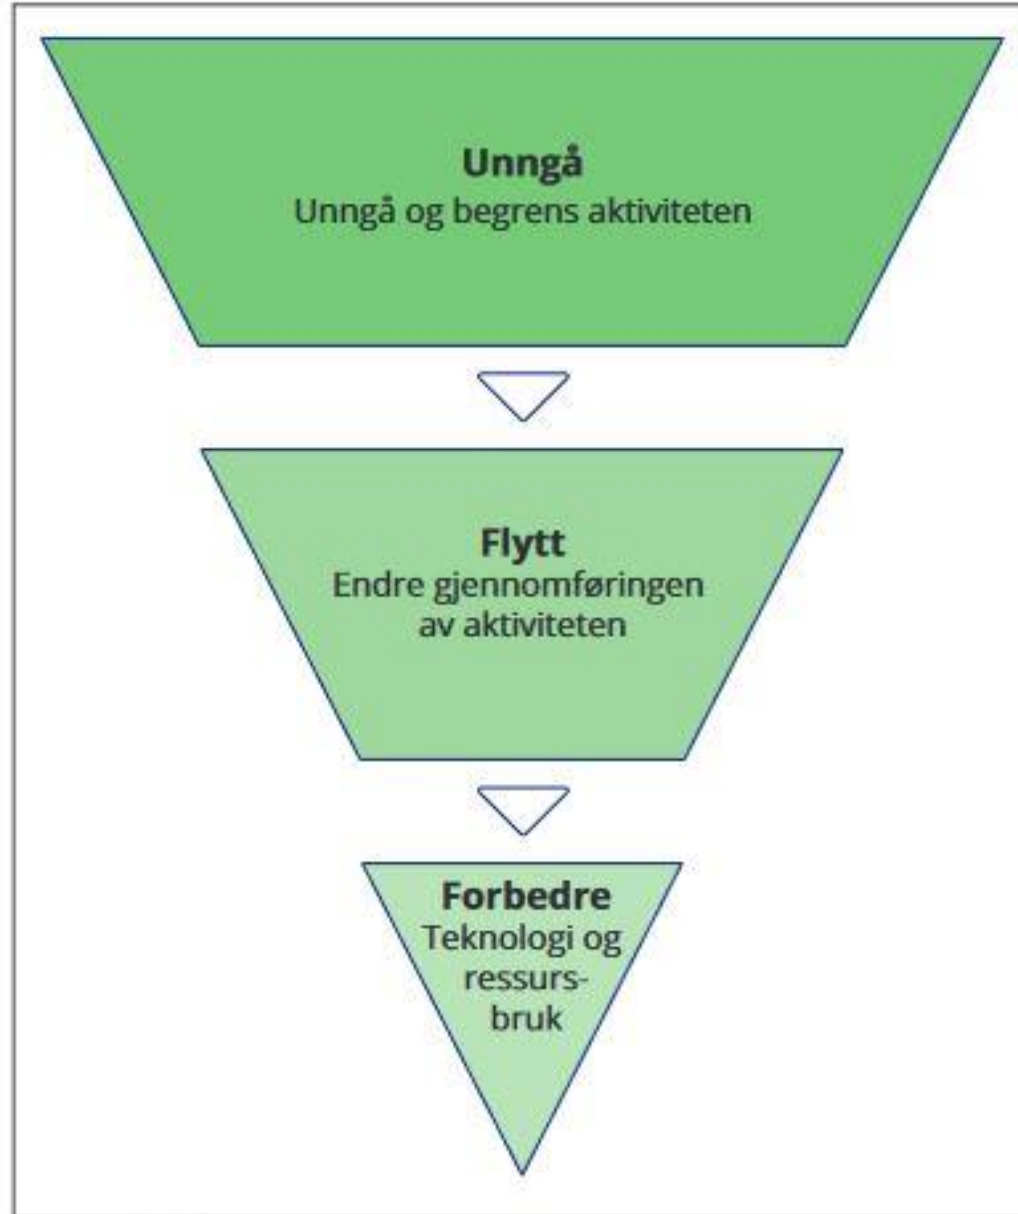 Unngå
Unngå og begrens aktiviteten
Flytt
Endre gjennomføringen
av aktiviteten
Forbedre
Teknologi og
ressurs-
bruk